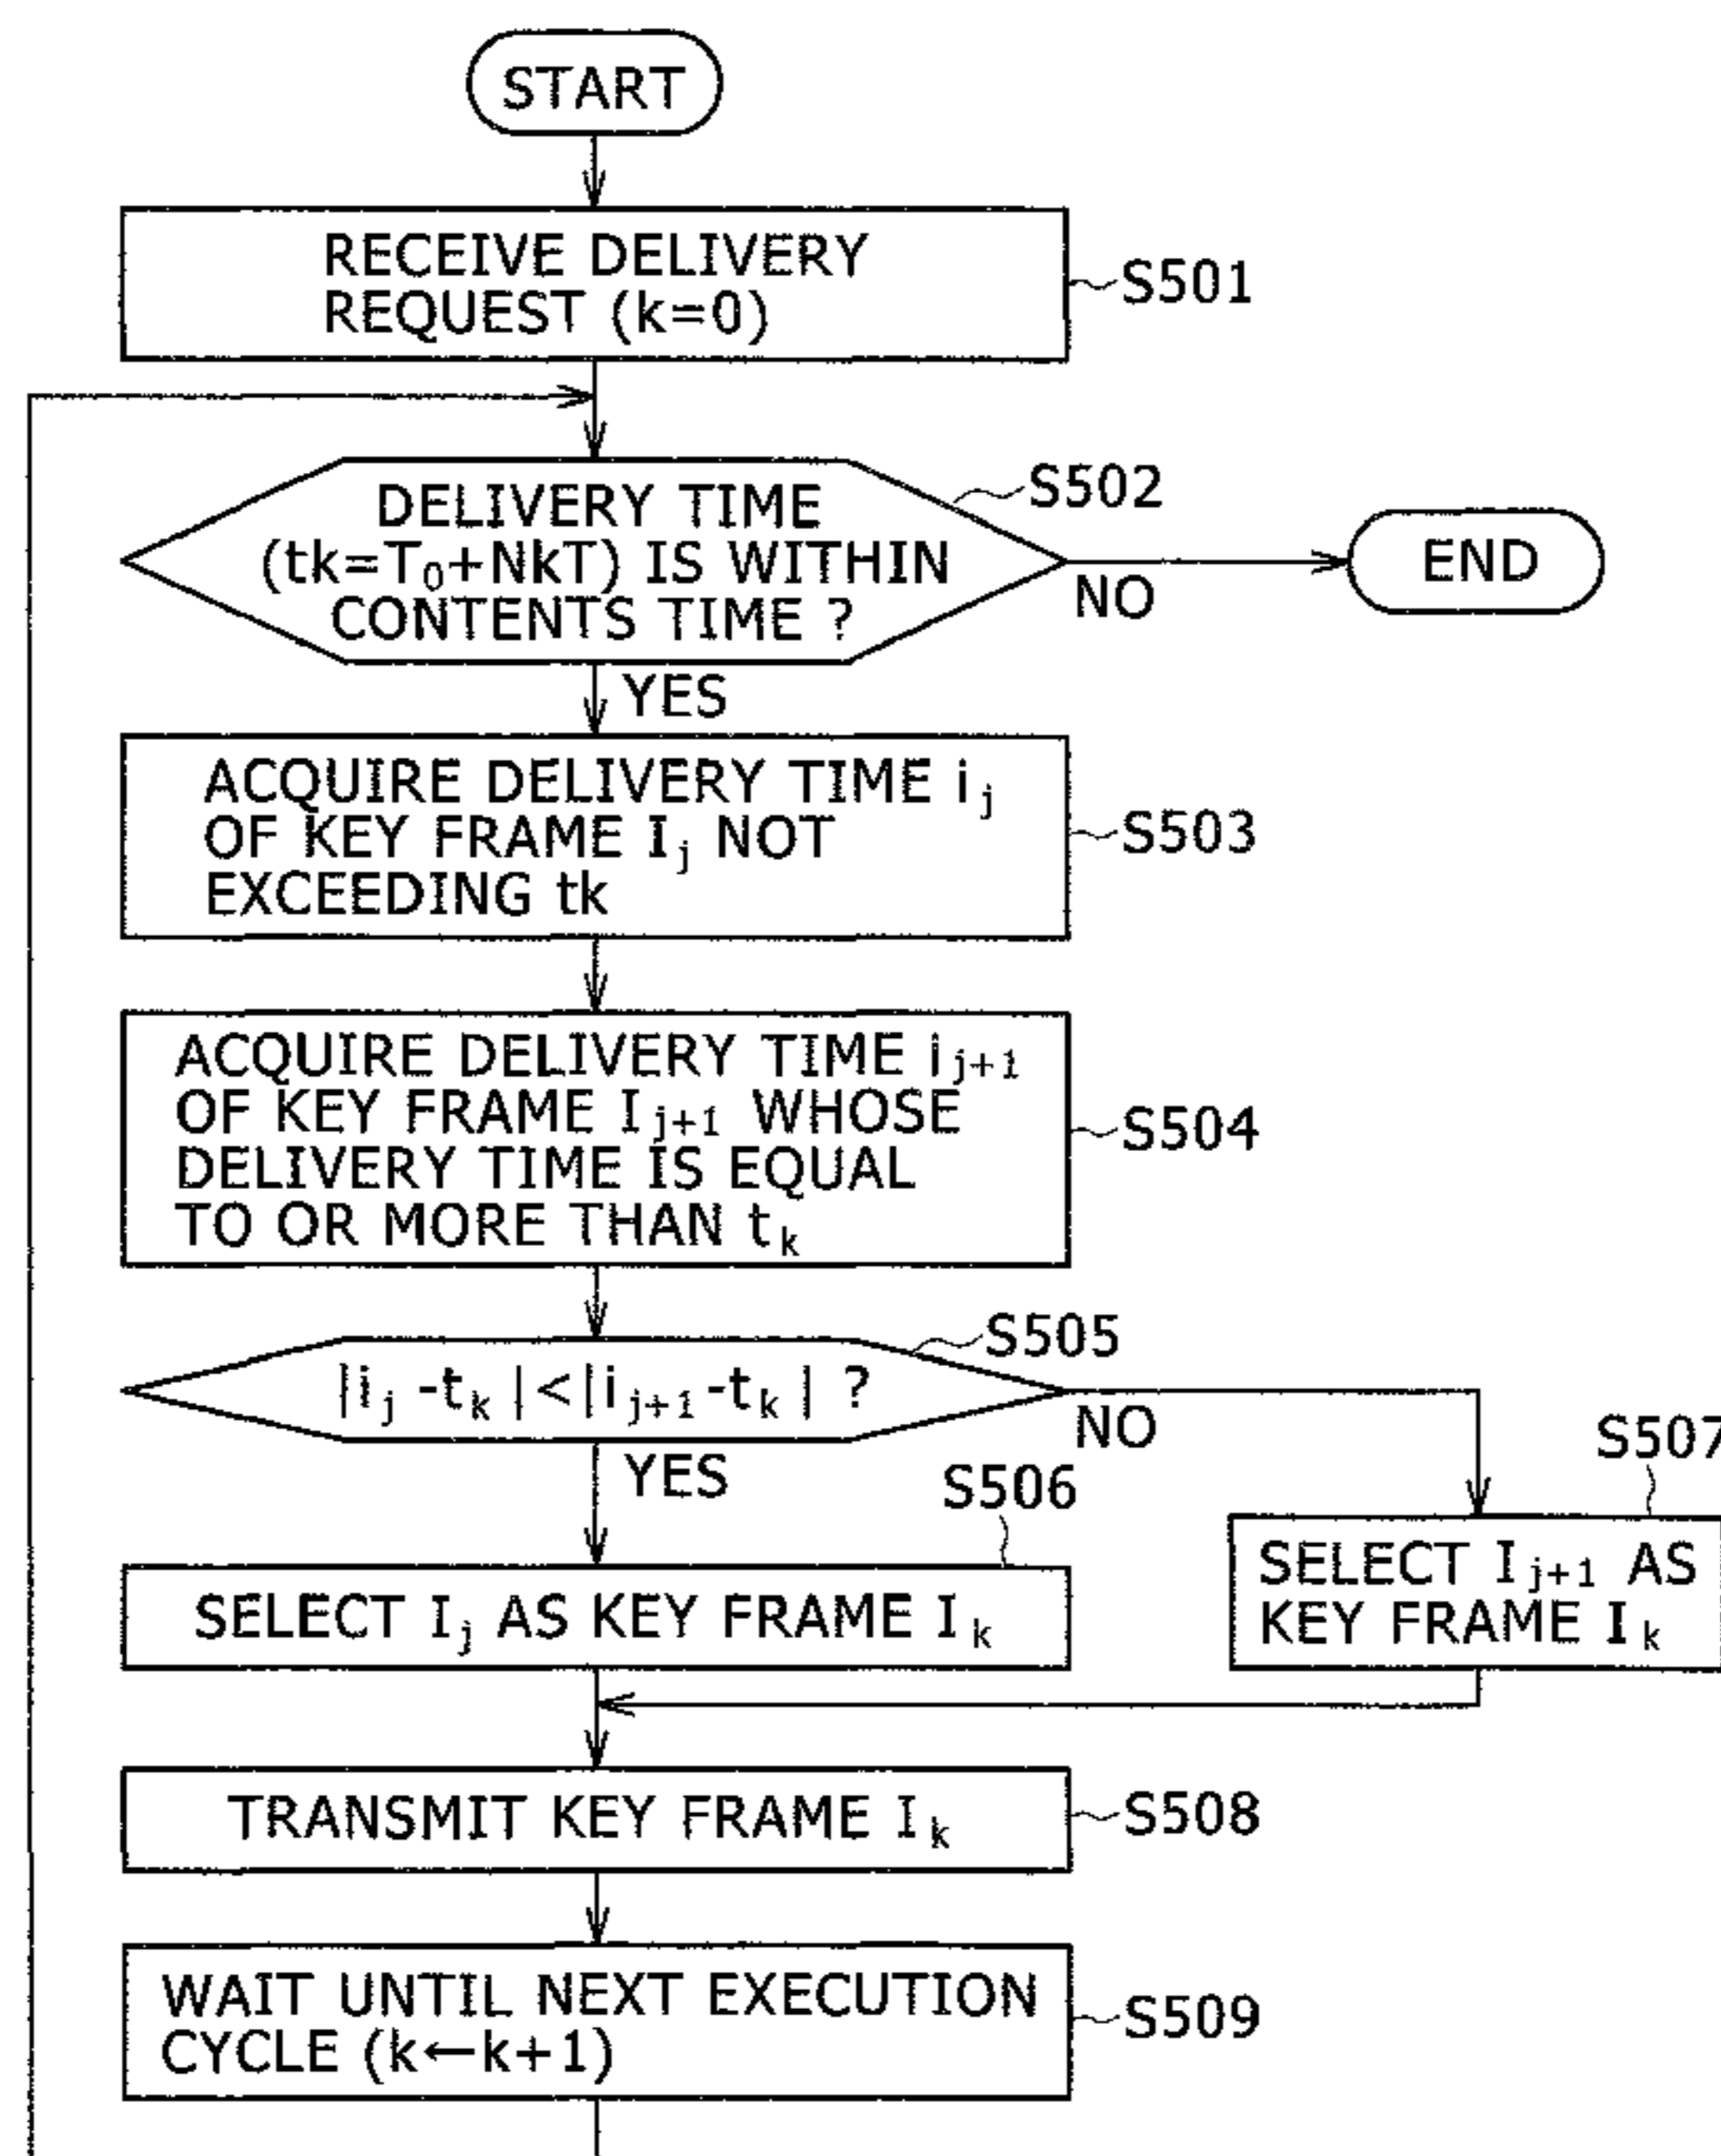 START
RECEIVE DELIVERY
REQUEST (k=0)
S501
S502
DELIVERY TIME
(tk=T₀+NkT) IS WITHIN
CONTENTS TIME ?
NO
END
YES
ACQUIRE DELIVERY TIME iⱼ
OF KEY FRAME Iⱼ NOT
EXCEEDING tk
S503
ACQUIRE DELIVERY TIME iⱼ₊₁
OF KEY FRAME Iⱼ₊₁ WHOSE
DELIVERY TIME IS EQUAL
TO OR MORE THAN tₖ
S504
S505
|iⱼ -tₖ |<|iⱼ₊₁ -tₖ | ?
NO
YES
S506
S507
SELECT Iⱼ AS KEY FRAME Iₖ
SELECT Iⱼ₊₁ AS
KEY FRAME Iₖ
TRANSMIT KEY FRAME Iₖ
S508
WAIT UNTIL NEXT EXECUTION
CYCLE (k←k+1)
S509